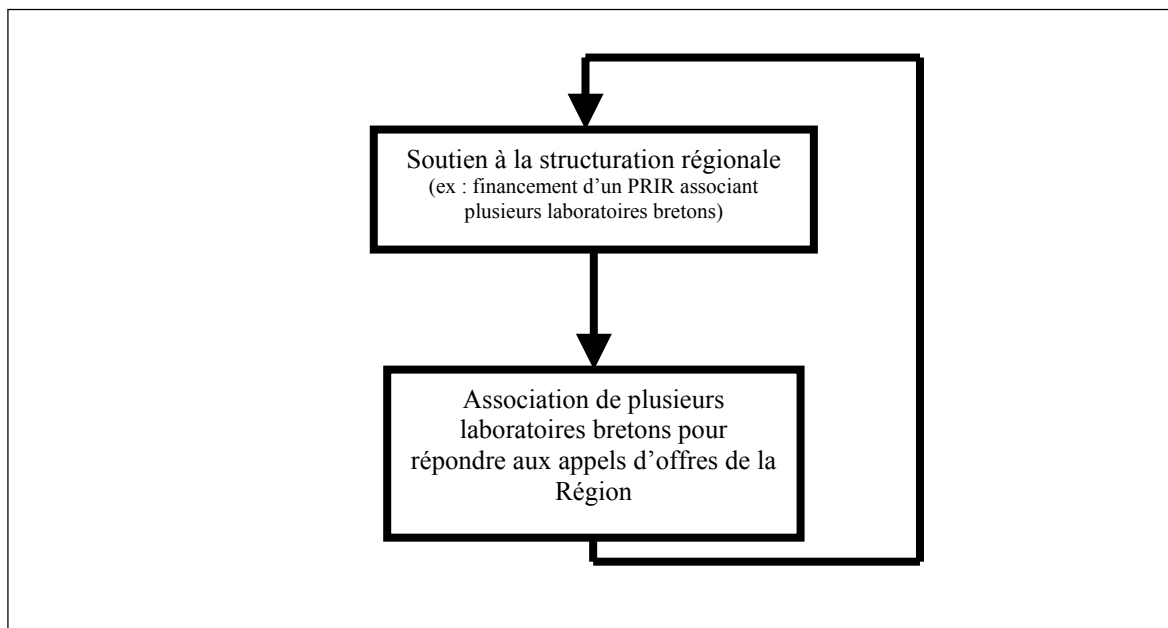 Soutien à la structuration régionale
(ex : financement d’un PRIR associant
plusieurs laboratoires bretons)
Association de plusieurs
laboratoires bretons pour
répondre aux appels d’offres de la
Région